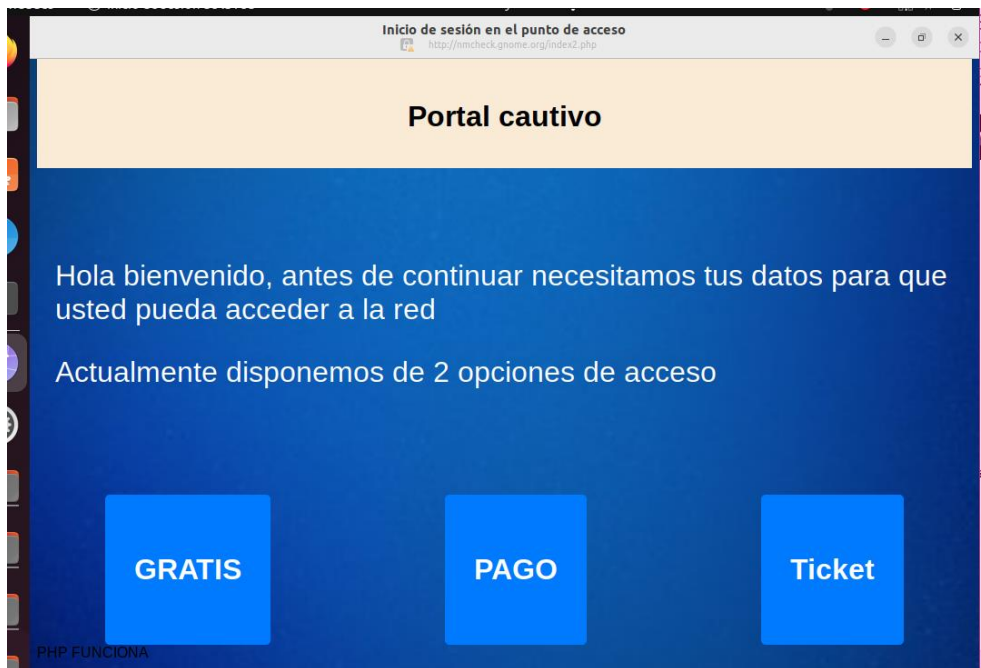 Inicio de sesión en el punto de acceso
http://nmcheck.gnome.org/index2.php
Portal cautivo
Hola bienvenido, antes de continuar necesitamos tus datos para que
usted pueda acceder a la red
Actualmente disponemos de 2 opciones de acceso
GRATIS
PAGO
Ticket
PHP FUNCIONA